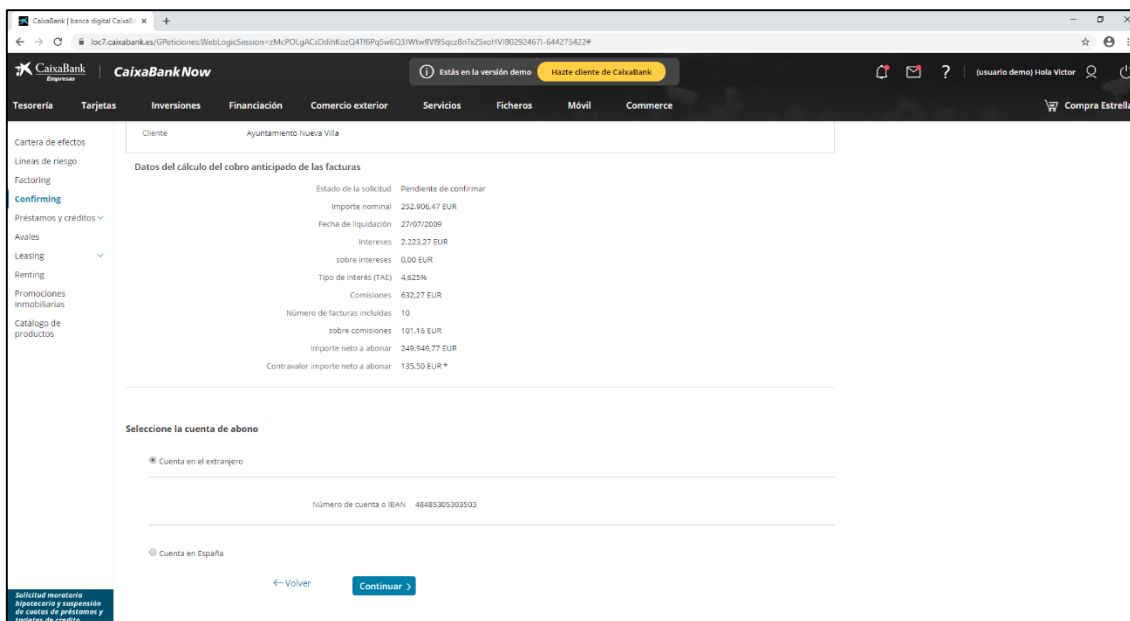 CaixaBank | banca digital CaixaB
loc7.caixabank.es/GPeticiones;WebLogicSession=
CaixaBank
Empresas
CaixaBankNow
Estás en la versión demo
Hazte cliente de CaixaBank
?
(usuario demo) Hola Victor
Tesorería Tarjetas Inversiones Financiación Comercio exterior Servicios Ficheros Móvil Commerce
Compra Estrella
Cartera de efectos
Líneas de riesgo
Factoring
Confirming
Préstamos y créditos
Avales
Leasing
Renting
Promociones
inmobiliarias
Catálogo de
productos
Solicitud moratoria
hipotecaria y suspensión
de cuotas de préstamos y
tarjetas de credito
Cliente Ayuntamiento Nueva Villa
Datos del cálculo del cobro anticipado de las facturas
Estado de la solicitud Pendiente de confirmar
Importe nominal 252.906,47 EUR
Fecha de liquidación 27/07/2009
Intereses 2.223,27 EUR
sobre intereses 0,00 EUR
Tipo de interés (TAE) 4,625%
Comisiones 632,27 EUR
Número de facturas incluidas 10
sobre comisiones 101,16 EUR
Importe neto a abonar 249.949,77 EUR
Contravalor importe neto a abonar 135,50 EUR *
Seleccione la cuenta de abono
Cuenta en el extranjero
Número de cuenta o IBAN 48485305303503
Cuenta en España
Volver
Continuar